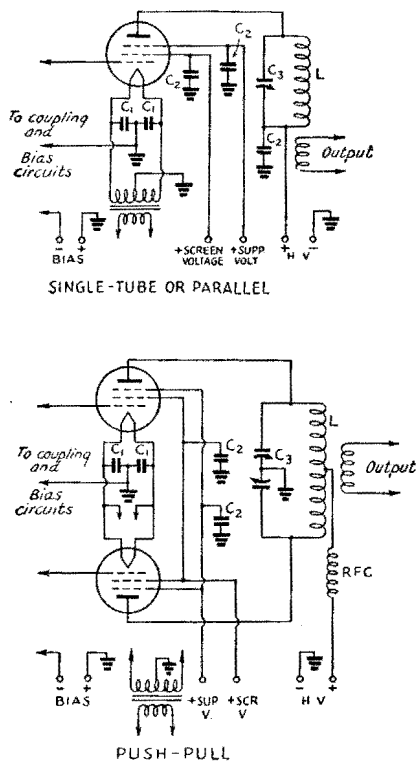 C2
C2
C3
L
C1 C1
To coupling
and
Bias
circuits
C2
Output
- +
BIAS
+SCREEN
VOLTAGE
+SUPP
VOLT
+ -
H V
SINGLE-TUBE OR PARALLEL
L
C1 C1
C2
C3
To coupling
and
Bias
circuits
Output
C2
RFC
- +
BIAS
+SUP
V.
+SCR
V
- +
H V
PUSH-PULL